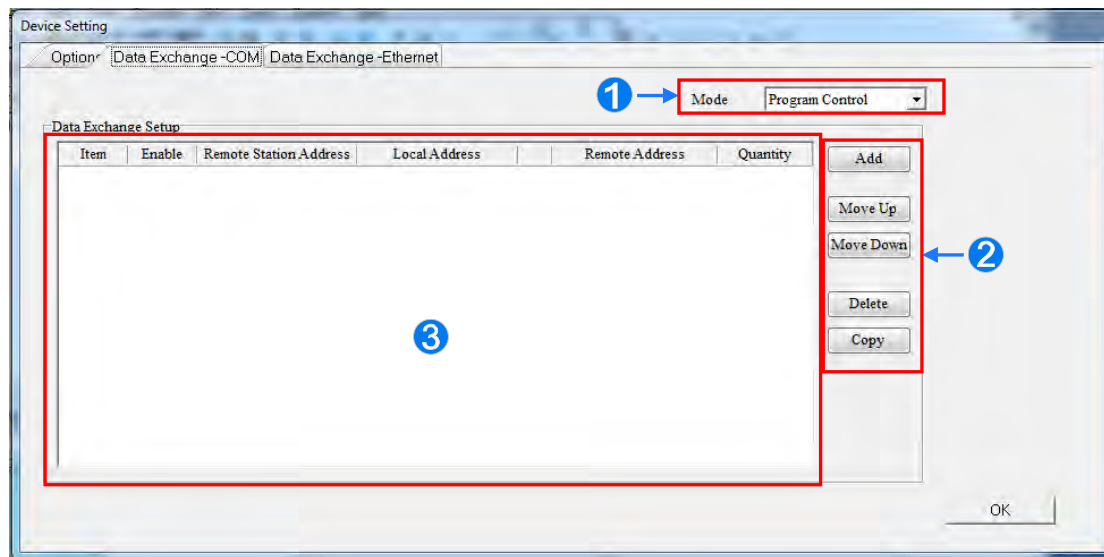 Device Setting
Option Data Exchange -COM Data Exchange -Ethernet
1 Mode Program Control
Data Exchange Setup
Item Enable Remote Station Address Local Address Remote Address Quantity
Add
Move Up
Move Down
2
Delete
3
Copy
OK